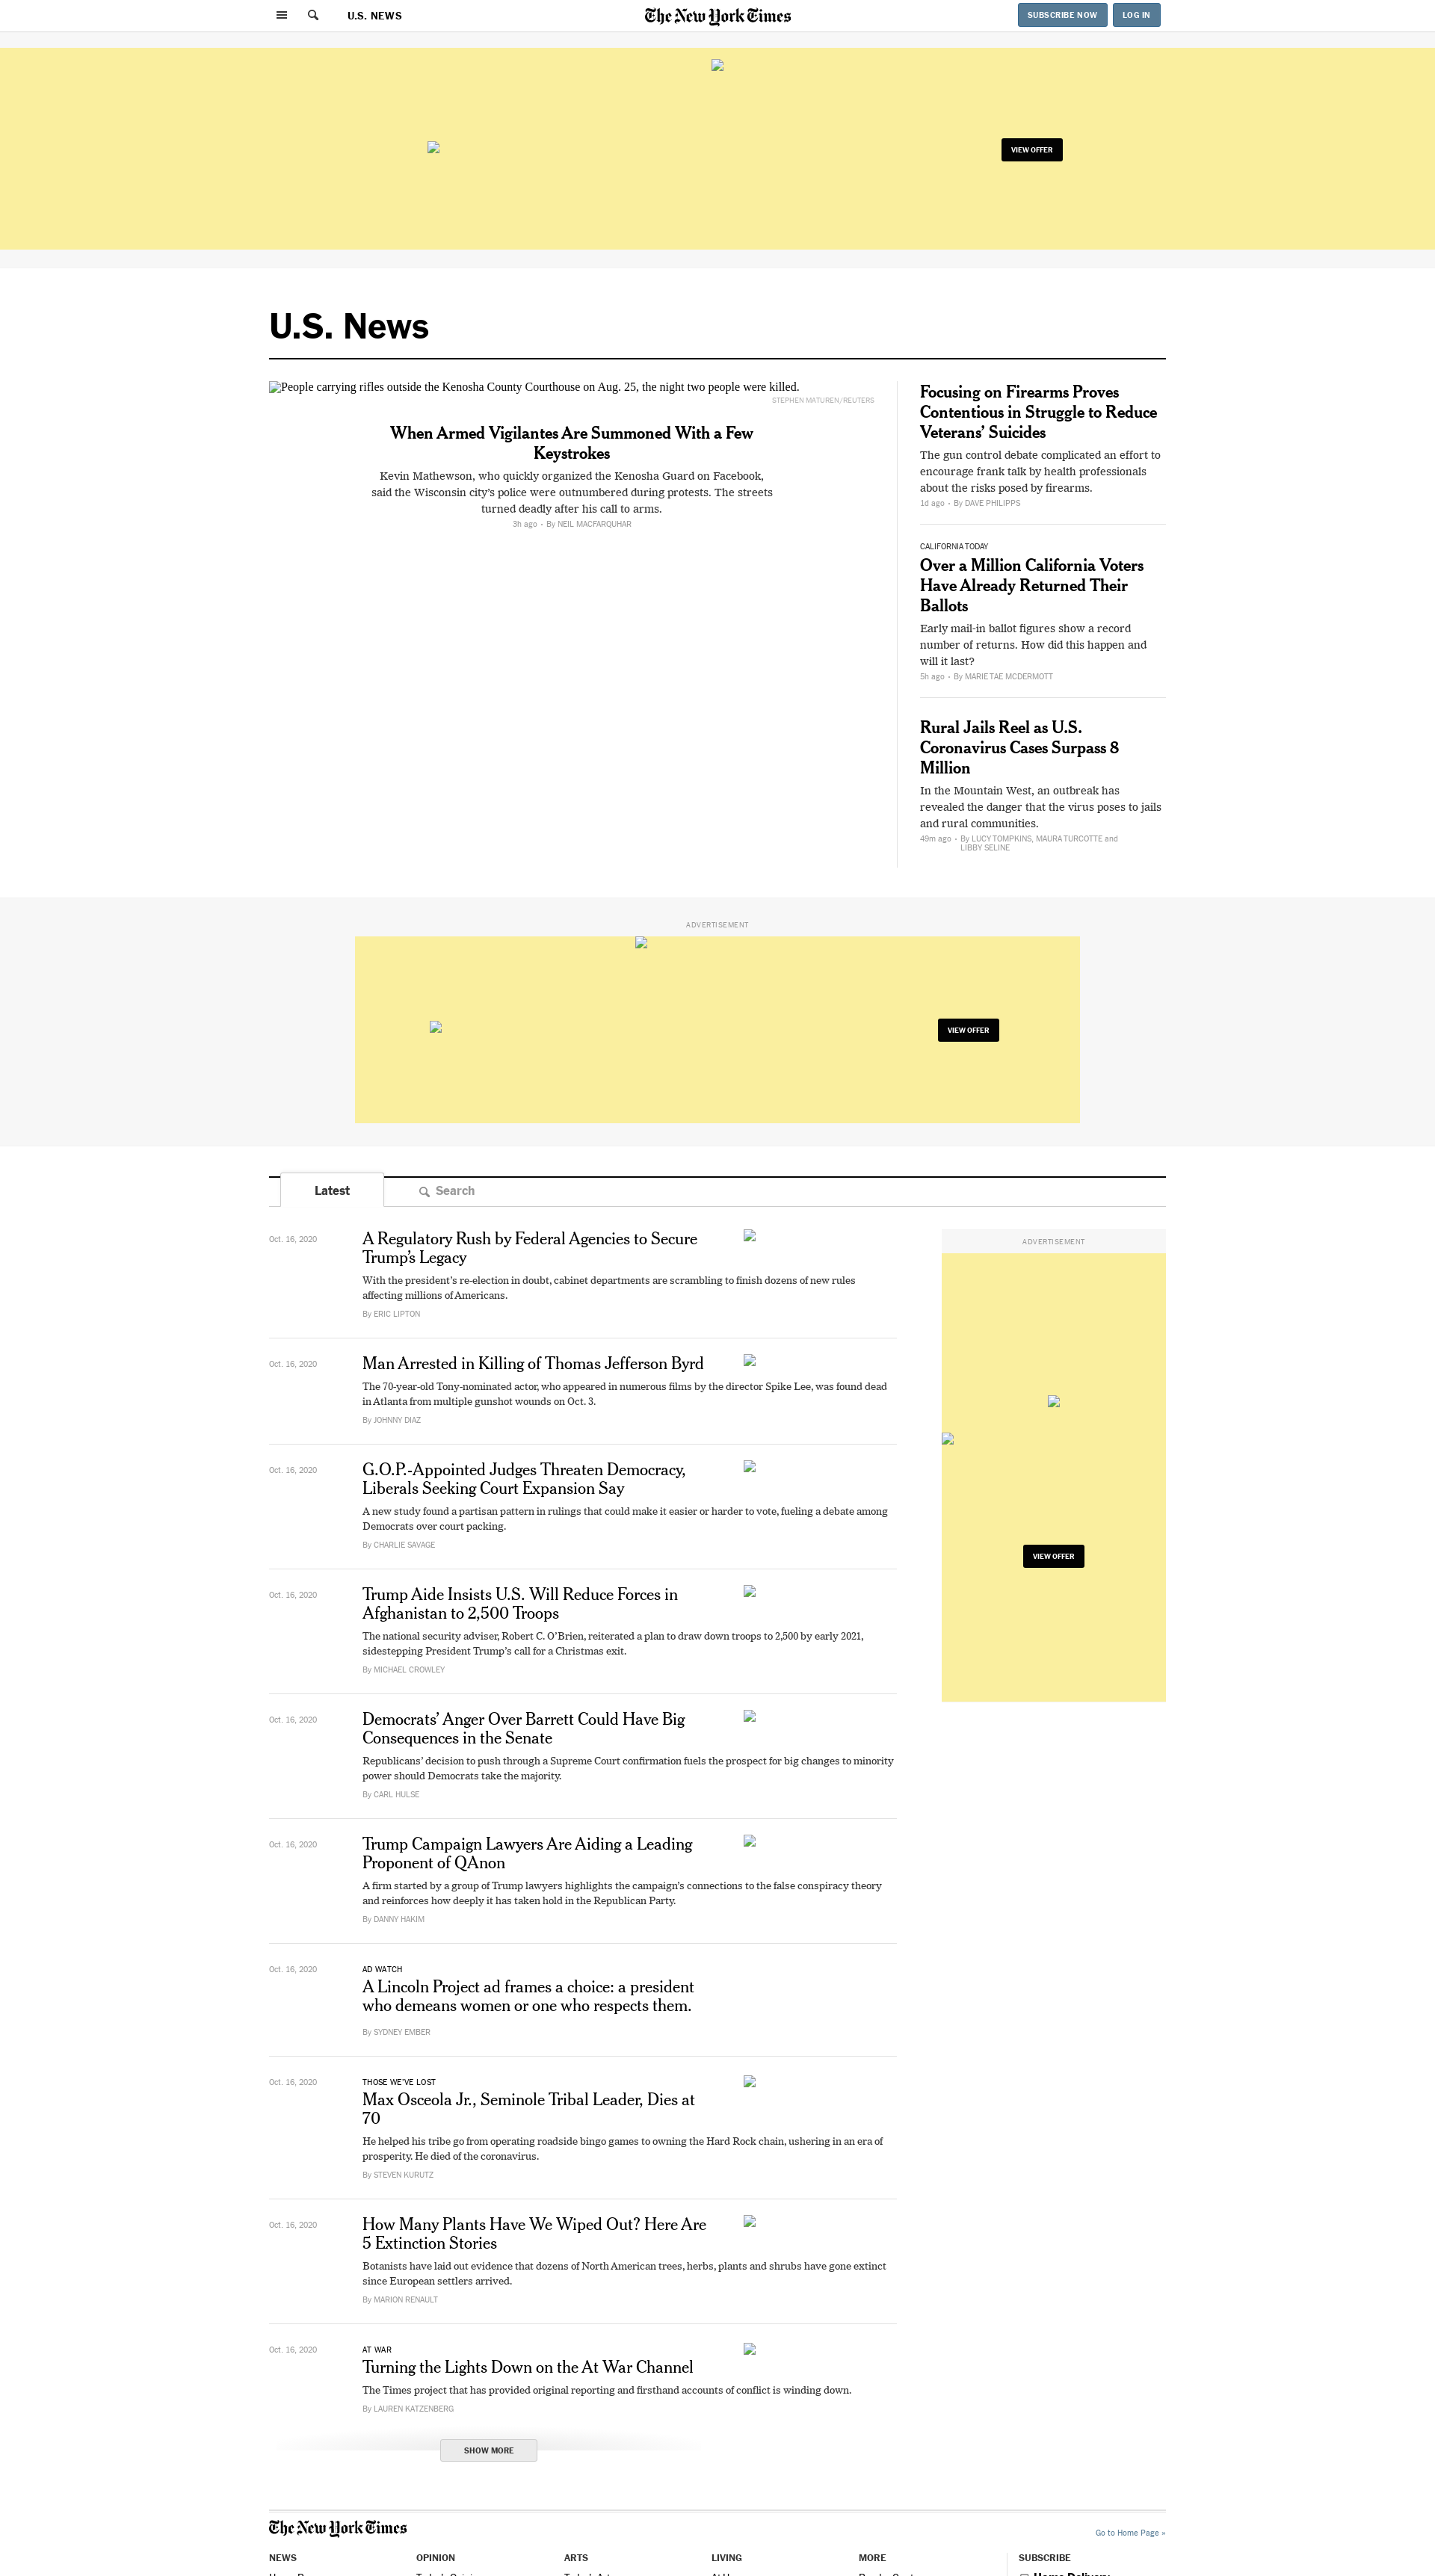 U.S. NEWS
The New York Times
SUBSCRIBE NOW
LOG IN
VIEW OFFER
U.S. News
People carrying rifles outside the Kenosha County Courthouse on Aug. 25, the night two people were killed.
STEPHEN MATUREN/REUTERS
When Armed Vigilantes Are Summoned With a Few
Keystrokes
Kevin Mathewson, who quickly organized the Kenosha Guard on Facebook,
said the Wisconsin city’s police were outnumbered during protests. The streets
turned deadly after his call to arms.
3h ago • By NEIL MACFARQUHAR
Focusing on Firearms Proves
Contentious in Struggle to Reduce
Veterans’ Suicides
The gun control debate complicated an effort to
encourage frank talk by health professionals
about the risks posed by firearms.
1d ago • By DAVE PHILIPPS
CALIFORNIA TODAY
Over a Million California Voters
Have Already Returned Their
Ballots
Early mail-in ballot figures show a record
number of returns. How did this happen and
will it last?
5h ago • By MARIE TAE MCDERMOTT
Rural Jails Reel as U.S.
Coronavirus Cases Surpass 8
Million
In the Mountain West, an outbreak has
revealed the danger that the virus poses to jails
and rural communities.
49m ago • By LUCY TOMPKINS, MAURA TURCOTTE and
LIBBY SELINE
ADVERTISEMENT
VIEW OFFER
Latest
Search
Oct. 16, 2020
A Regulatory Rush by Federal Agencies to Secure
Trump’s Legacy
With the president’s re-election in doubt, cabinet departments are scrambling to finish dozens of new rules
affecting millions of Americans.
By ERIC LIPTON
ADVERTISEMENT
VIEW OFFER
Oct. 16, 2020
Man Arrested in Killing of Thomas Jefferson Byrd
The 70-year-old Tony-nominated actor, who appeared in numerous films by the director Spike Lee, was found dead
in Atlanta from multiple gunshot wounds on Oct. 3.
By JOHNNY DIAZ
Oct. 16, 2020
G.O.P.-Appointed Judges Threaten Democracy,
Liberals Seeking Court Expansion Say
A new study found a partisan pattern in rulings that could make it easier or harder to vote, fueling a debate among
Democrats over court packing.
By CHARLIE SAVAGE
Oct. 16, 2020
Trump Aide Insists U.S. Will Reduce Forces in
Afghanistan to 2,500 Troops
The national security adviser, Robert C. O’Brien, reiterated a plan to draw down troops to 2,500 by early 2021,
sidestepping President Trump’s call for a Christmas exit.
By MICHAEL CROWLEY
Oct. 16, 2020
Democrats’ Anger Over Barrett Could Have Big
Consequences in the Senate
Republicans’ decision to push through a Supreme Court confirmation fuels the prospect for big changes to minority
power should Democrats take the majority.
By CARL HULSE
Oct. 16, 2020
Trump Campaign Lawyers Are Aiding a Leading
Proponent of QAnon
A firm started by a group of Trump lawyers highlights the campaign’s connections to the false conspiracy theory
and reinforces how deeply it has taken hold in the Republican Party.
By DANNY HAKIM
Oct. 16, 2020
AD WATCH
A Lincoln Project ad frames a choice: a president
who demeans women or one who respects them.
By SYDNEY EMBER
Oct. 16, 2020
THOSE WE’VE LOST
Max Osceola Jr., Seminole Tribal Leader, Dies at
70
He helped his tribe go from operating roadside bingo games to owning the Hard Rock chain, ushering in an era of
prosperity. He died of the coronavirus.
By STEVEN KURUTZ
Oct. 16, 2020
How Many Plants Have We Wiped Out? Here Are
5 Extinction Stories
Botanists have laid out evidence that dozens of North American trees, herbs, plants and shrubs have gone extinct
since European settlers arrived.
By MARION RENAULT
Oct. 16, 2020
AT WAR
Turning the Lights Down on the At War Channel
The Times project that has provided original reporting and firsthand accounts of conflict is winding down.
By LAUREN KATZENBERG
SHOW MORE
The New York Times
Go to Home Page »
NEWS
OPINION
ARTS
LIVING
MORE
SUBSCRIBE